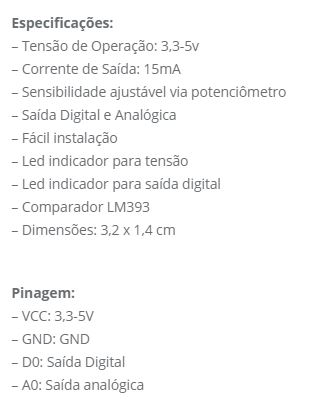 Especificações:
– Tensão de Operação: 3,3-5v
– Corrente de Saída: 15mA
– Sensibilidade ajustável via potenciômetro
– Saída Digital e Analógica
– Fácil instalação
– Led indicador para tensão
– Led indicador para saída digital
– Comparador LM393
– Dimensões: 3,2 x 1,4 cm
Pinagem:
– VCC: 3,3-5V
– GND: GND
– D0: Saída Digital
– A0: Saída analógica